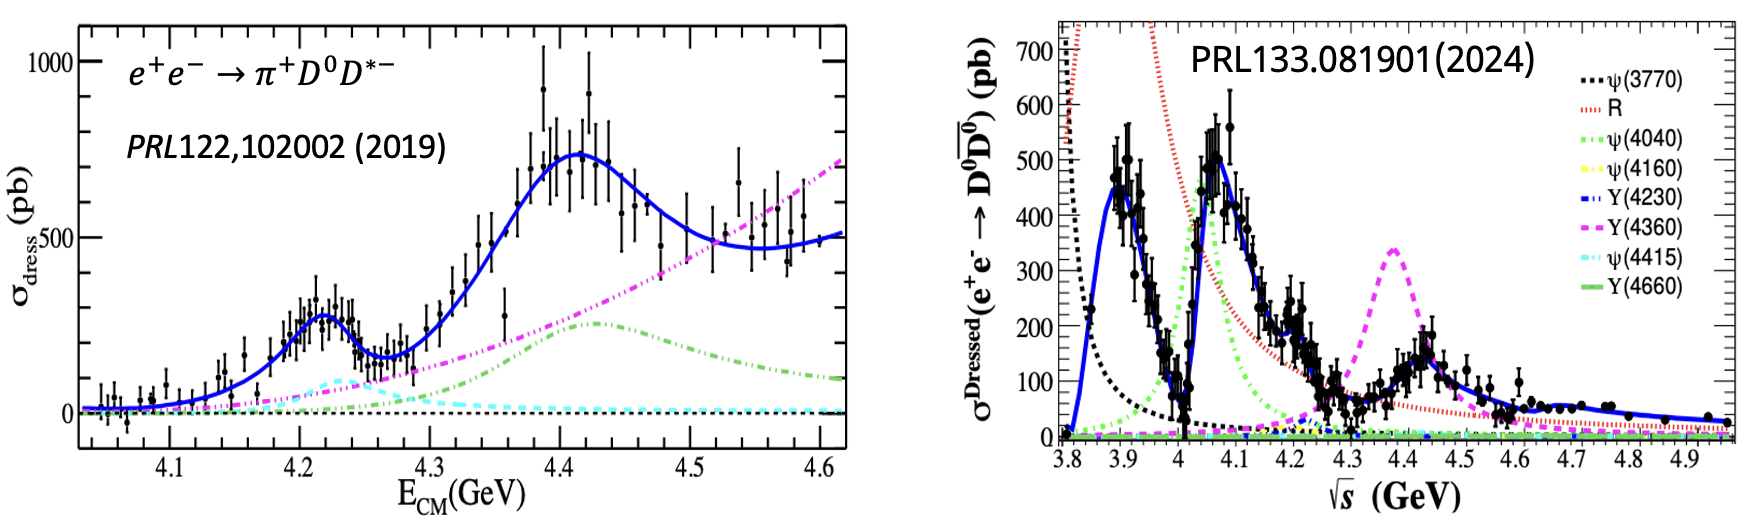 e⁺e⁻ → π⁺D⁰D*⁻
PRL122,102002 (2019)
σdress (pb)
1000
500
0
4.1 4.2 4.3 4.4 4.5 4.6
E_CM(GeV)
PRL133.081901(2024)
σ^Dressed(e⁺e⁻ → D⁰D̅⁰) (pb)
700
600
500
400
300
200
100
0
ψ(3770)
R
ψ(4040)
ψ(4160)
Y(4230)
Y(4360)
ψ(4415)
Y(4660)
3.8 3.9 4 4.1 4.2 4.3 4.4 4.5 4.6 4.7 4.8 4.9
√s (GeV)